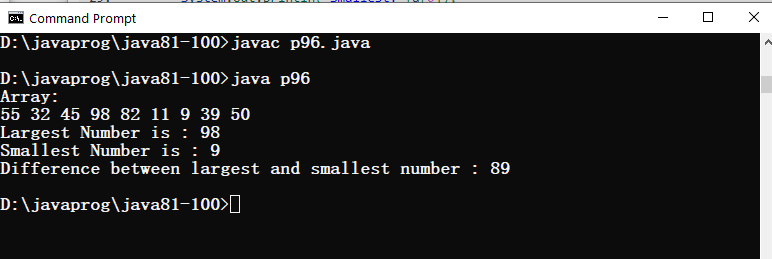 Command Prompt
D:\javaprog\java81-100>javac p96.java
D:\javaprog\java81-100>java p96
Array:
55 32 45 98 82 11 9 39 50
Largest Number is : 98
Smallest Number is : 9
Difference between largest and smallest number : 89
D:\javaprog\java81-100>